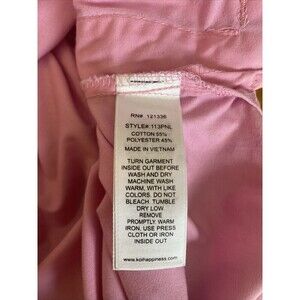 RN# 121336
STYLE#:113PNL
COTTON 55%
POLYESTER 45%
MADE IN VIETNAM
TURN GARMENT
INSIDE OUT BEFORE
WASH AND DRY
MACHINE WASH
WARM, WITH LIKE
COLORS. DO NOT
BLEACH. TUMBLE
DRY LOW
REMOVE
PROMPTLY. WARM
IRON. USE PRESS
CLOTH OR IRON
INSIDE OUT
www.koihappiness.com